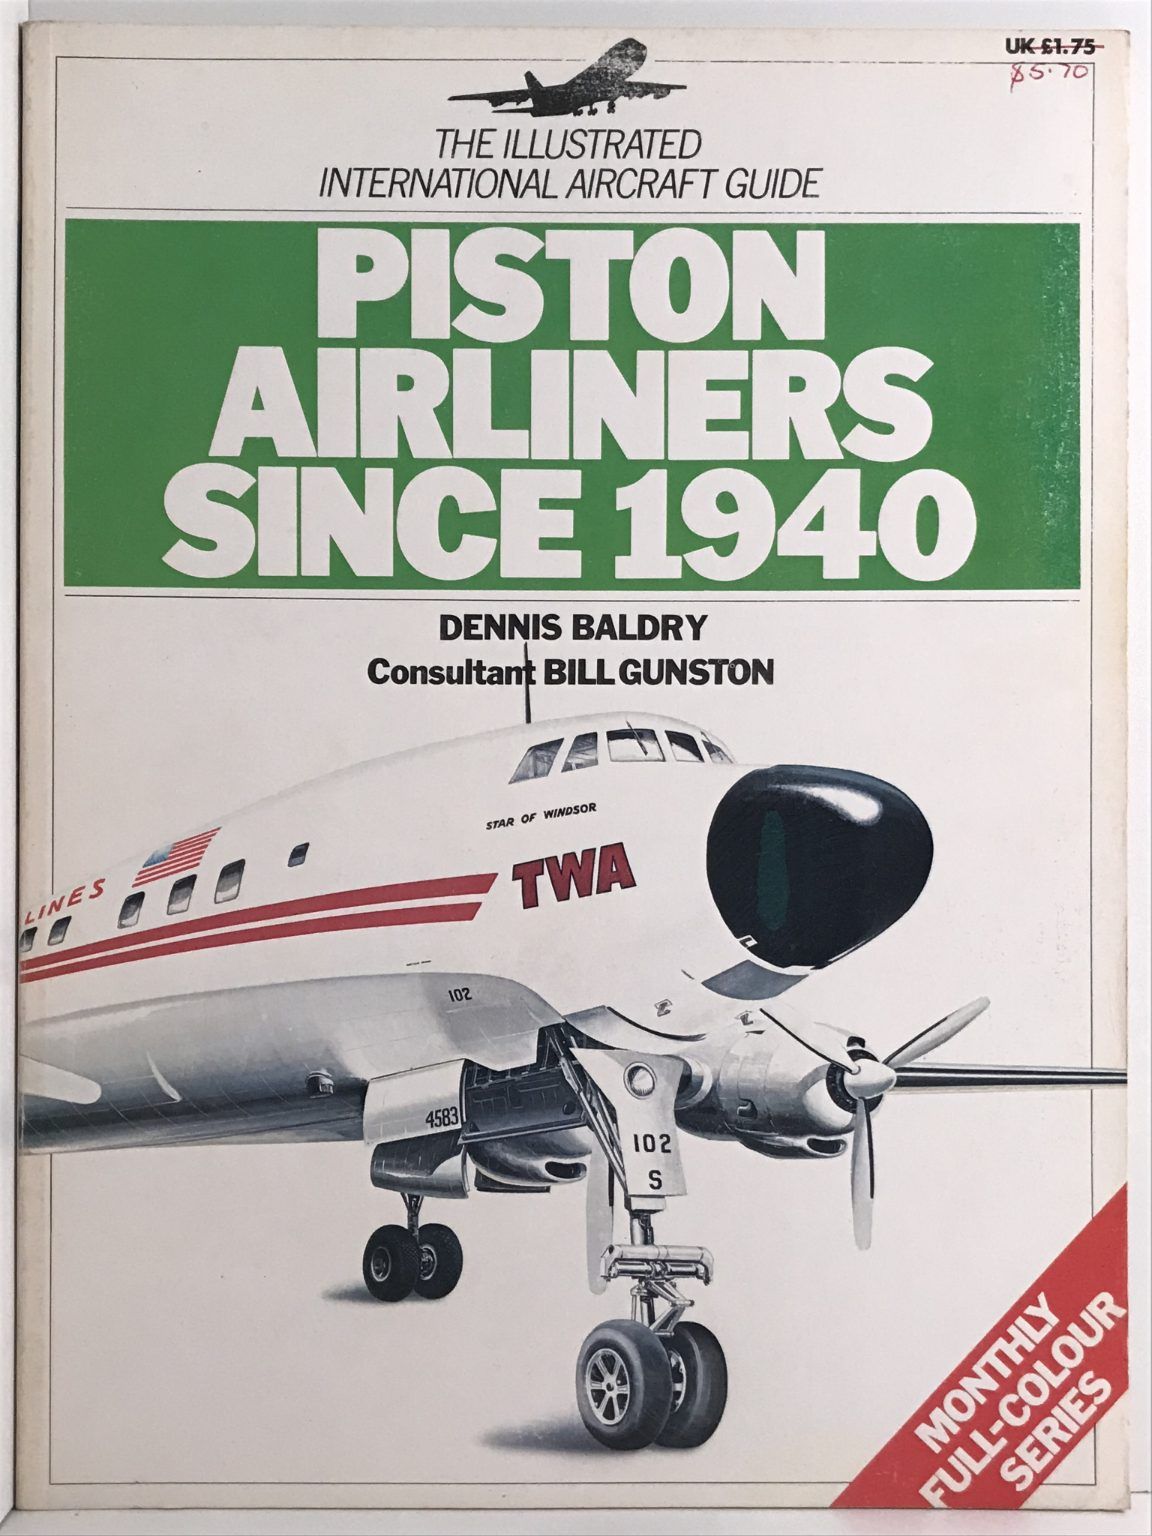 UK £1.75
$5.70
THE ILLUSTRATED
INTERNATIONAL AIRCRAFT GUIDE
PISTON
AIRLINERS
SINCE 1940
DENNIS BALDRY
Consultant BILL GUNSTON
STAR OF WINDSOR
TWA
LINES
102
4583
102
S
MONTHLY
FULL-COLOUR
SERIES